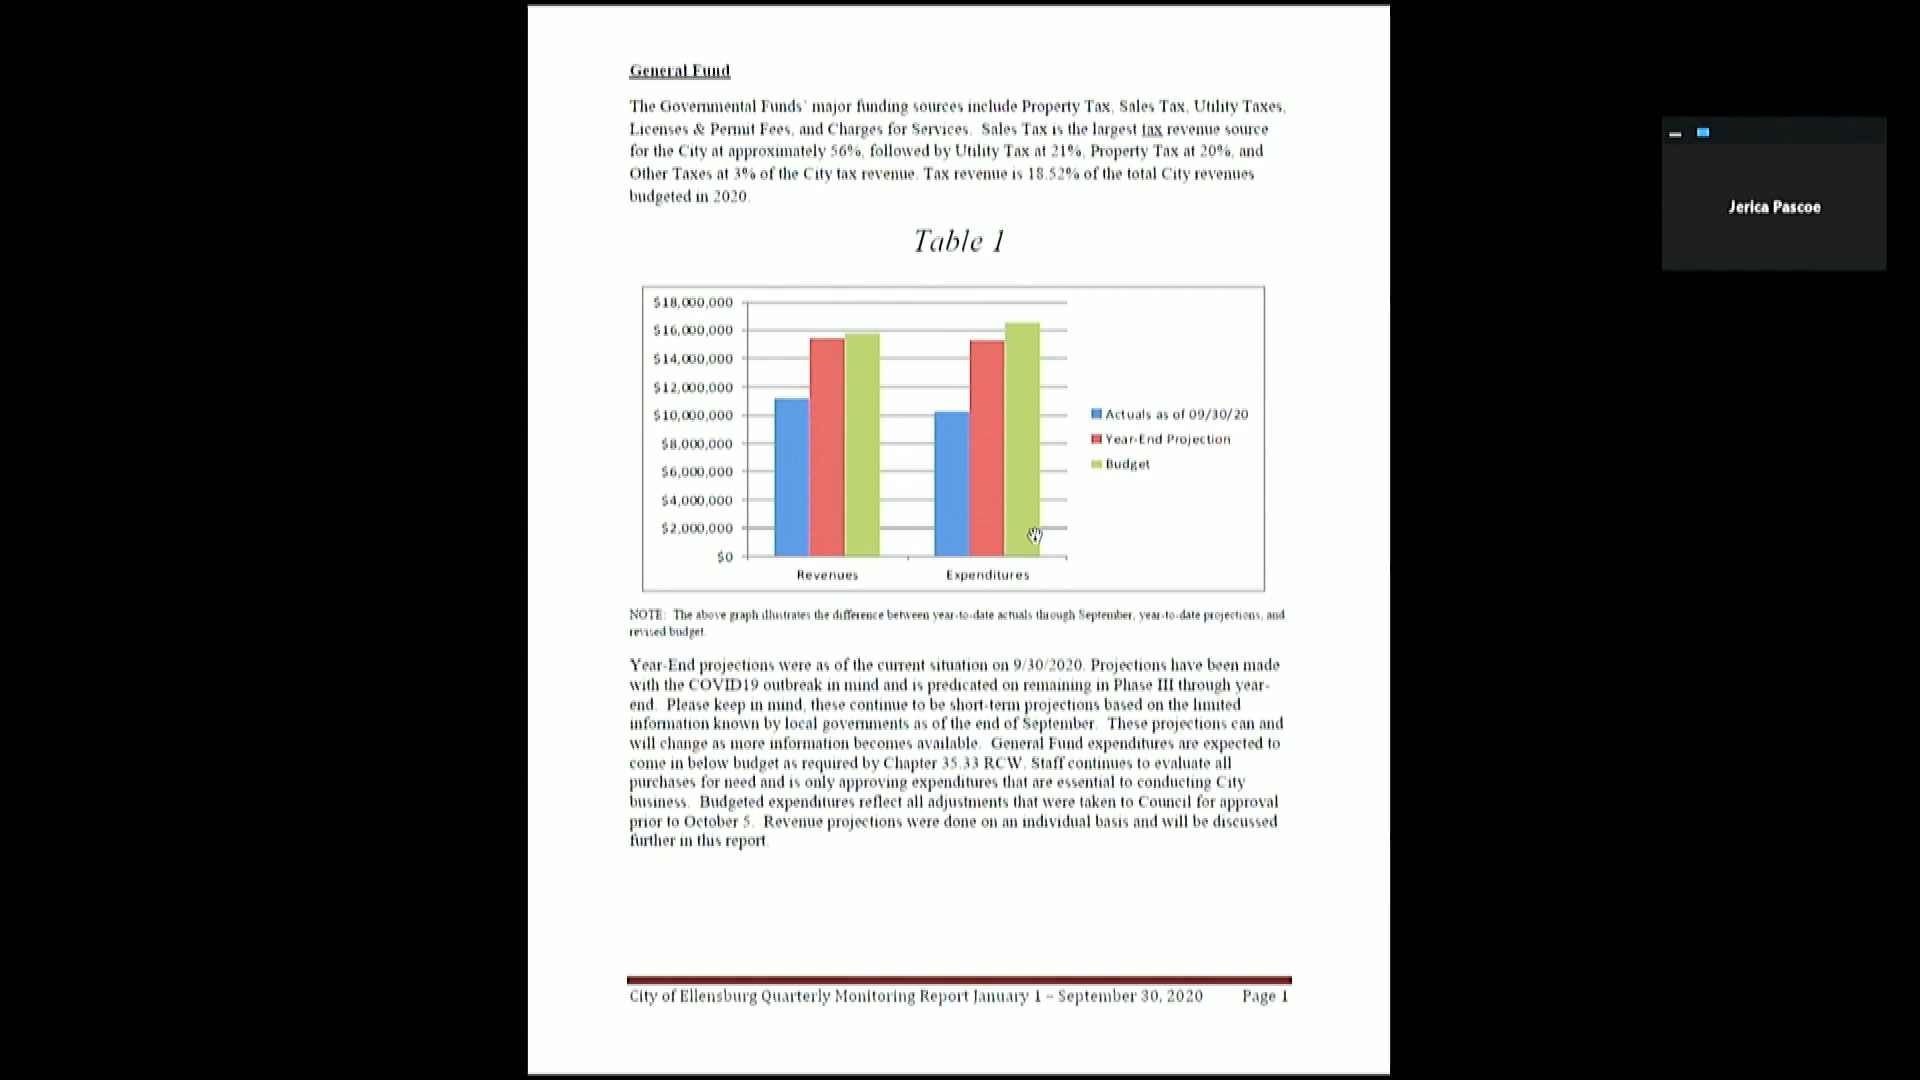 General Fund
The Governmental Funds' major funding sources include Property Tax, Sales Tax, Utility Taxes,
Licenses & Permit Fees, and Charges for Services.  Sales Tax is the largest tax revenue source
for the City at approximately 56%, followed by Utility Tax at 21%, Property Tax at 20%, and
Other Taxes at 3% of the City tax revenue. Tax revenue is 18.52% of the total City revenues
budgeted in 2020.
Table 1
$18,000,000
$16,000,000
$14,000,000
$12,000,000
$10,000,000
$8,000,000
$6,000,000
$4,000,000
$2,000,000
$0
Revenues
Expenditures
Actuals as of 09/30/20
Year-End Projection
Budget
NOTE:  The above graph illustrates the difference between year-to-date actuals through September, year-to-date projections, and
revised budget.
Year-End projections were as of the current situation on 9/30/2020. Projections have been made
with the COVID19 outbreak in mind and is predicated on remaining in Phase III through year-
end.  Please keep in mind, these continue to be short-term projections based on the limited
information known by local governments as of the end of September.  These projections can and
will change as more information becomes available.  General Fund expenditures are expected to
come in below budget as required by Chapter 35.33 RCW. Staff continues to evaluate all
purchases for need and is only approving expenditures that are essential to conducting City
business.  Budgeted expenditures reflect all adjustments that were taken to Council for approval
prior to October 5.  Revenue projections were done on an individual basis and will be discussed
further in this report.
City of Ellensburg Quarterly Monitoring Report January 1 – September 30, 2020 Page 1
Jerica Pascoe